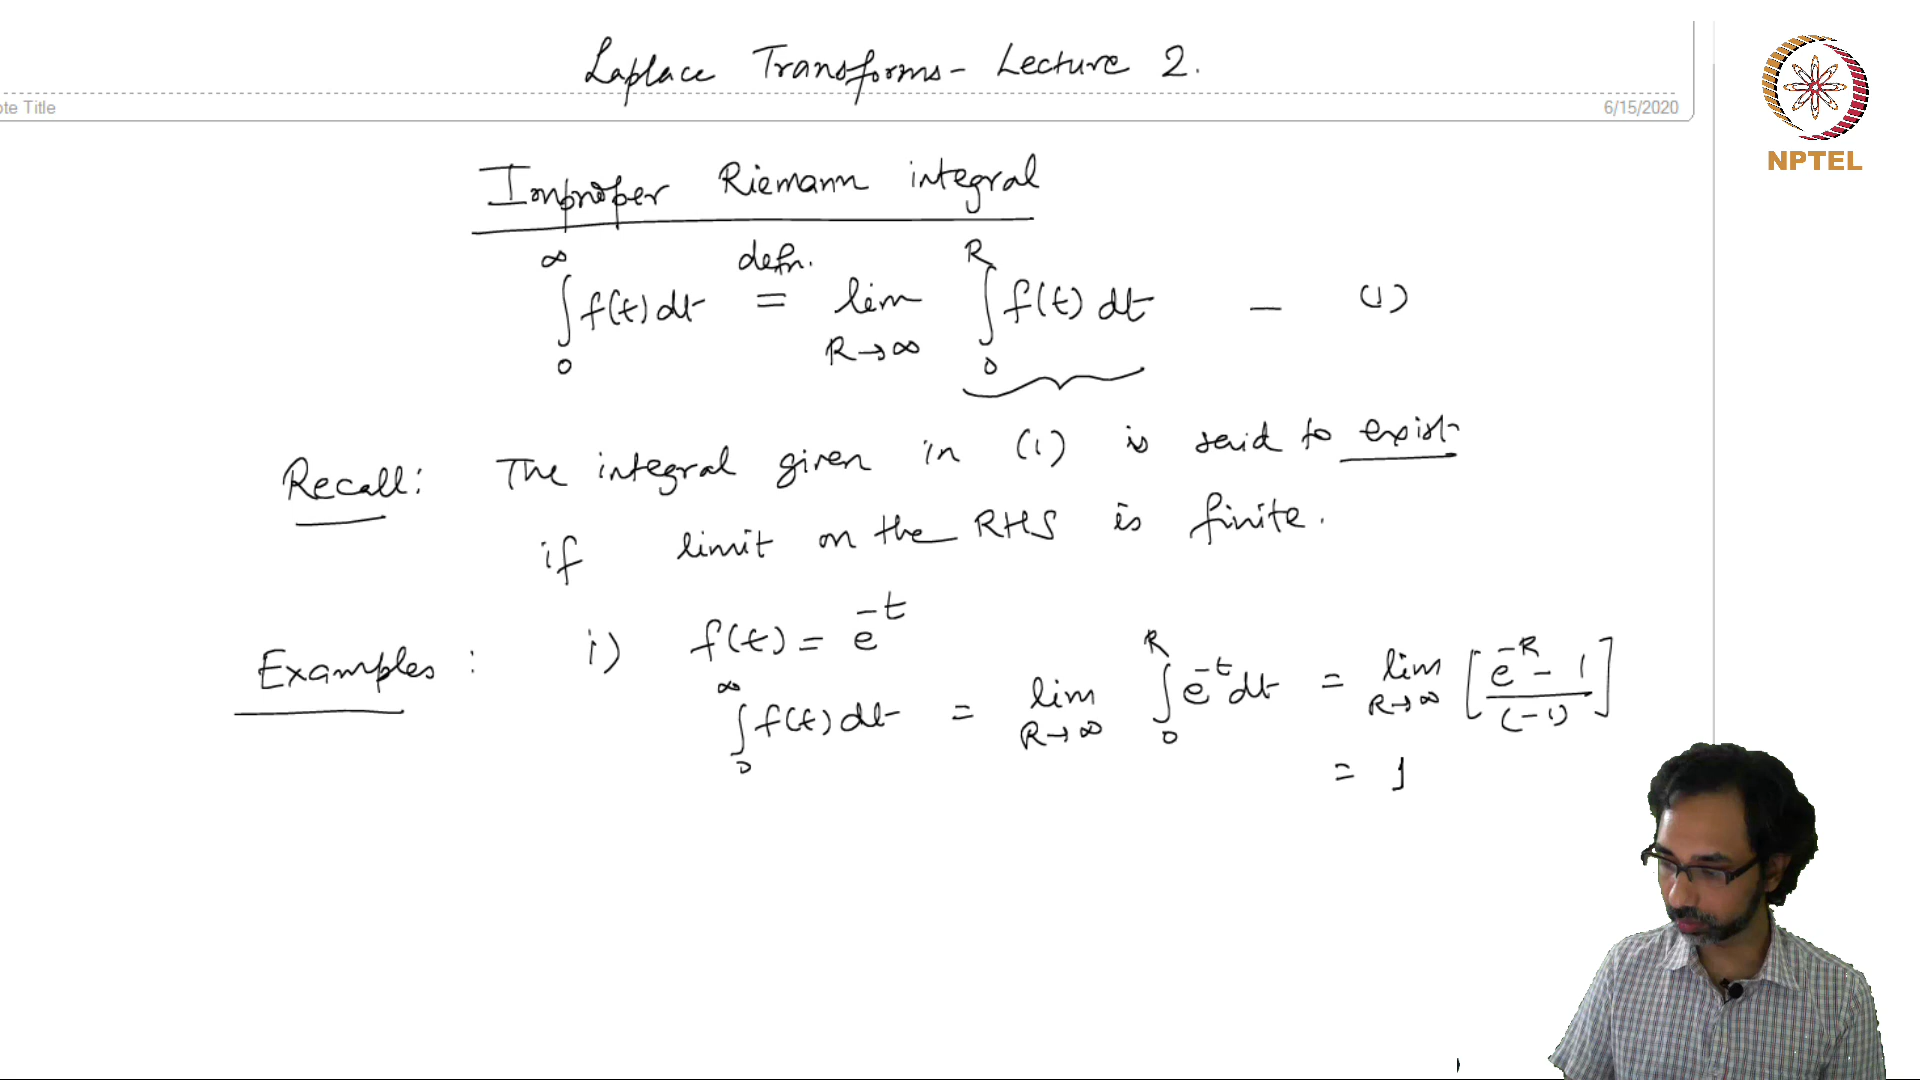 Laplace Transforms - Lecture 2.
ote Title
6/15/2020
NPTEL
Improper Riemann integral
∫₀^∞ f(t) dt defn. = lim R→∞ ∫₀^R f(t) dt — (1)
Recall: The integral given in (1) is said to exist
if limit on the RHS is finite.
Examples: i) f(t) = e^{-t}
∫₀^∞ f(t) dt = lim R→∞ ∫₀^R e^{-t} dt = lim R→∞ [(e^{-R} - 1)/(-1)]
= 1